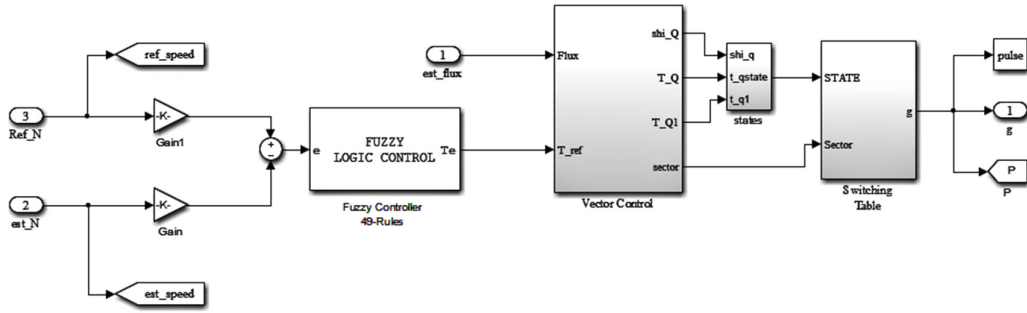 ref_speed
3
Ref_N
-K-
Gain1
2
est_N
-K-
Gain
est_speed
+
−
e
FUZZY
LOGIC CONTROL
Te
Fuzzy Controller
49-Rules
1
est_flux
Flux
T_ref
shi_Q
T_Q
T_Q1
sector
Vector Control
shi_q
t_qstate
t_q1
states
STATE
Sector
g
Switching
Table
pulse
1
g
P
P